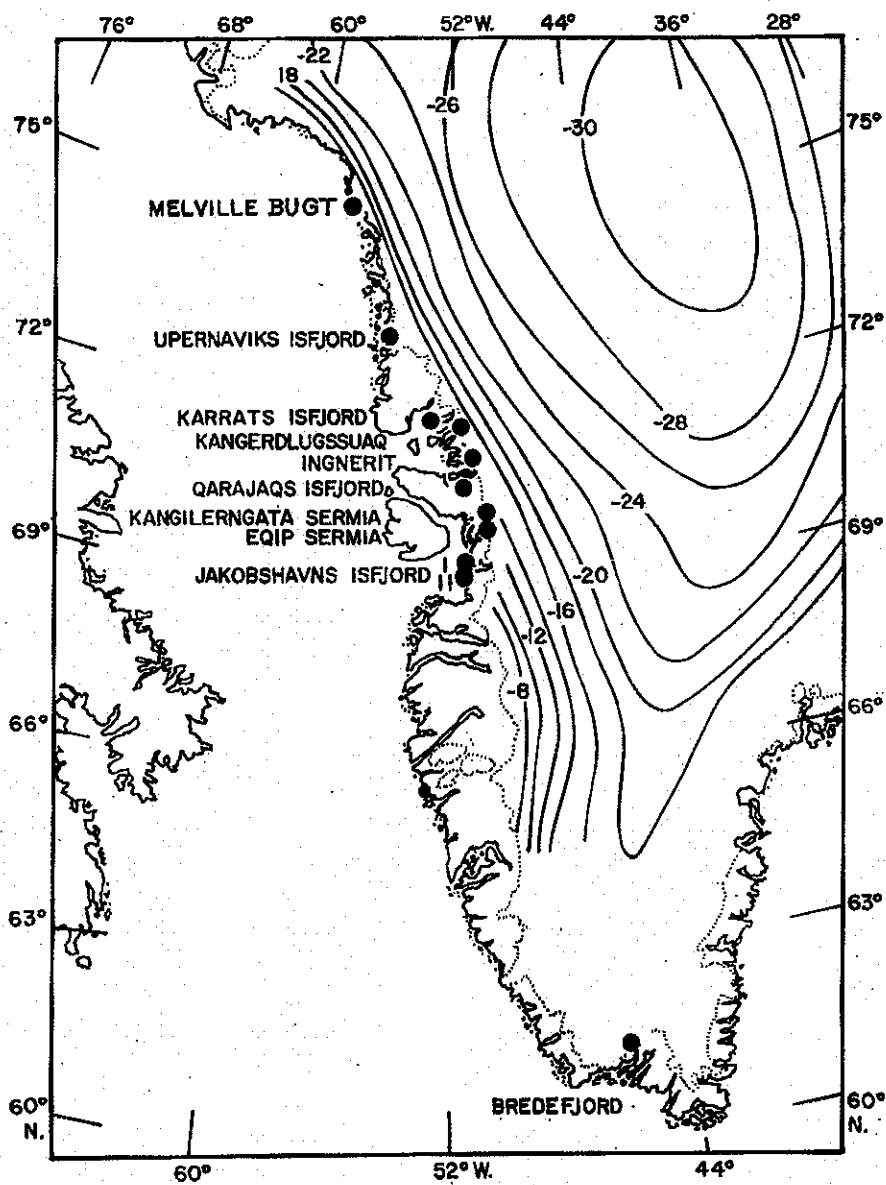 76° 68° 60° 52°W. 44° 36° 28°
-22
18
-26
-30
75° 75°
MELVILLE BUGT
72° 72°
UPERNAVIKS ISFJORD
KARRATS ISFJORD
-28
KANGERDLUGSSUAQ
INGNERIT
QARAJAQS ISFJORD
-24
KANGILERNGATA SERMIA
69° 69°
EQIP SERMIA
JAKOBSHAVNS ISFJORD
-20
-16
-12
-8
66° 66°
63° 63°
60° 60°
N. N.
BREDEFJORD
60° 52°W. 44°